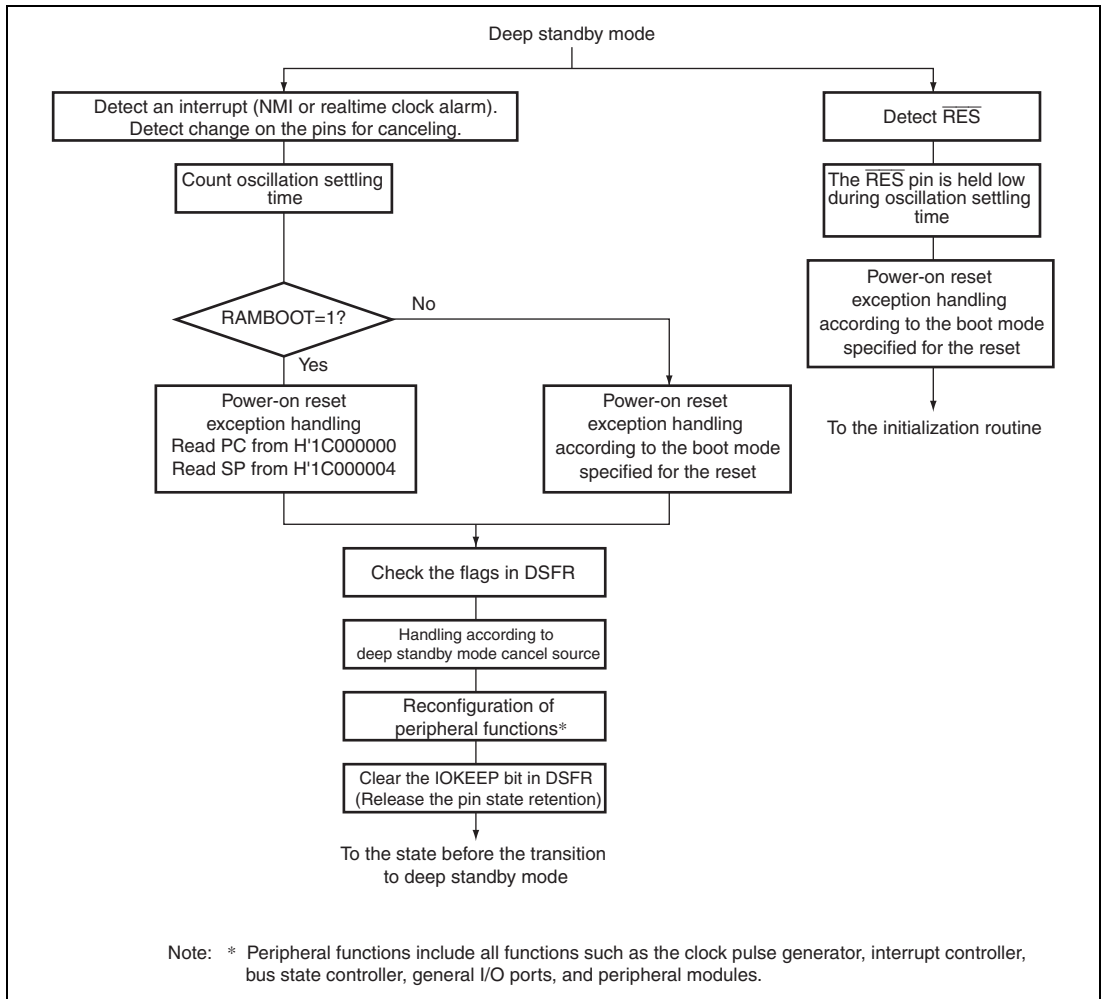 Deep standby mode
Detect an interrupt (NMI or realtime clock alarm).
Detect change on the pins for canceling.
Count oscillation settling
time
RAMBOOT=1?
No
Yes
Power-on reset
exception handling
Read PC from H'1C000000
Read SP from H'1C000004
Power-on reset
exception handling
according to the boot mode
specified for the reset
Detect R̅E̅S̅
The R̅E̅S̅ pin is held low
during oscillation settling
time
Power-on reset
exception handling
according to the boot mode
specified for the reset
To the initialization routine
Check the flags in DSFR
Handling according to
deep standby mode cancel source
Reconfiguration of
peripheral functions*
Clear the IOKEEP bit in DSFR
(Release the pin state retention)
To the state before the transition
to deep standby mode
Note: * Peripheral functions include all functions such as the clock pulse generator, interrupt controller,
bus state controller, general I/O ports, and peripheral modules.